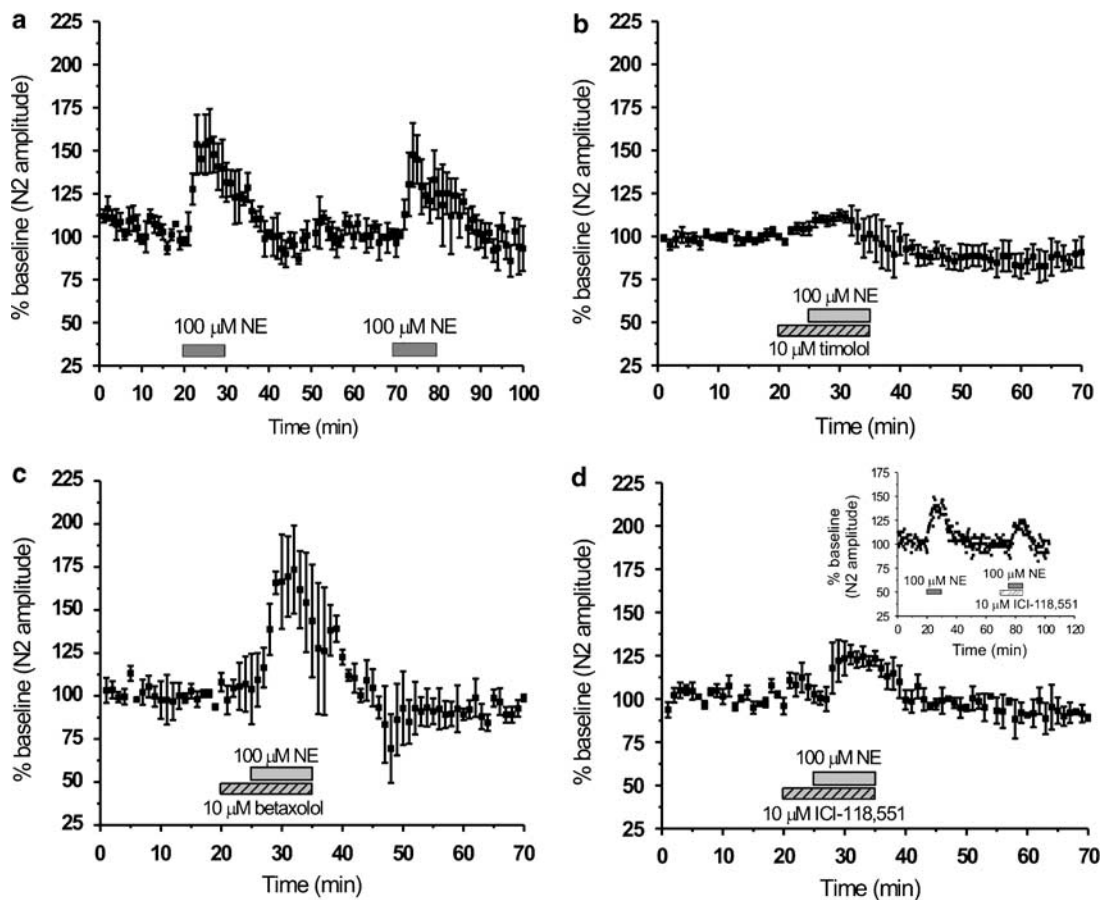 a
% baseline (N2 amplitude)
225
200
175
150
125
100
75
50
25
100 μM NE
100 μM NE
0 10 20 30 40 50 60 70 80 90 100
Time (min)
b
% baseline (N2 amplitude)
225
200
175
150
125
100
75
50
25
100 μM NE
10 μM timolol
0 10 20 30 40 50 60 70
Time (min)
c
% baseline (N2 amplitude)
225
200
175
150
125
100
75
50
25
100 μM NE
10 μM betaxolol
0 10 20 30 40 50 60 70
Time (min)
d
% baseline (N2 amplitude)
225
200
175
150
125
100
75
50
25
100 μM NE
10 μM ICI-118,551
0 10 20 30 40 50 60 70
Time (min)
% baseline
(N2 amplitude)
175
150
125
100
75
50
25
100 μM NE
100 μM NE
10 μM ICI-118,551
0 20 40 60 80 100 120
Time (min)